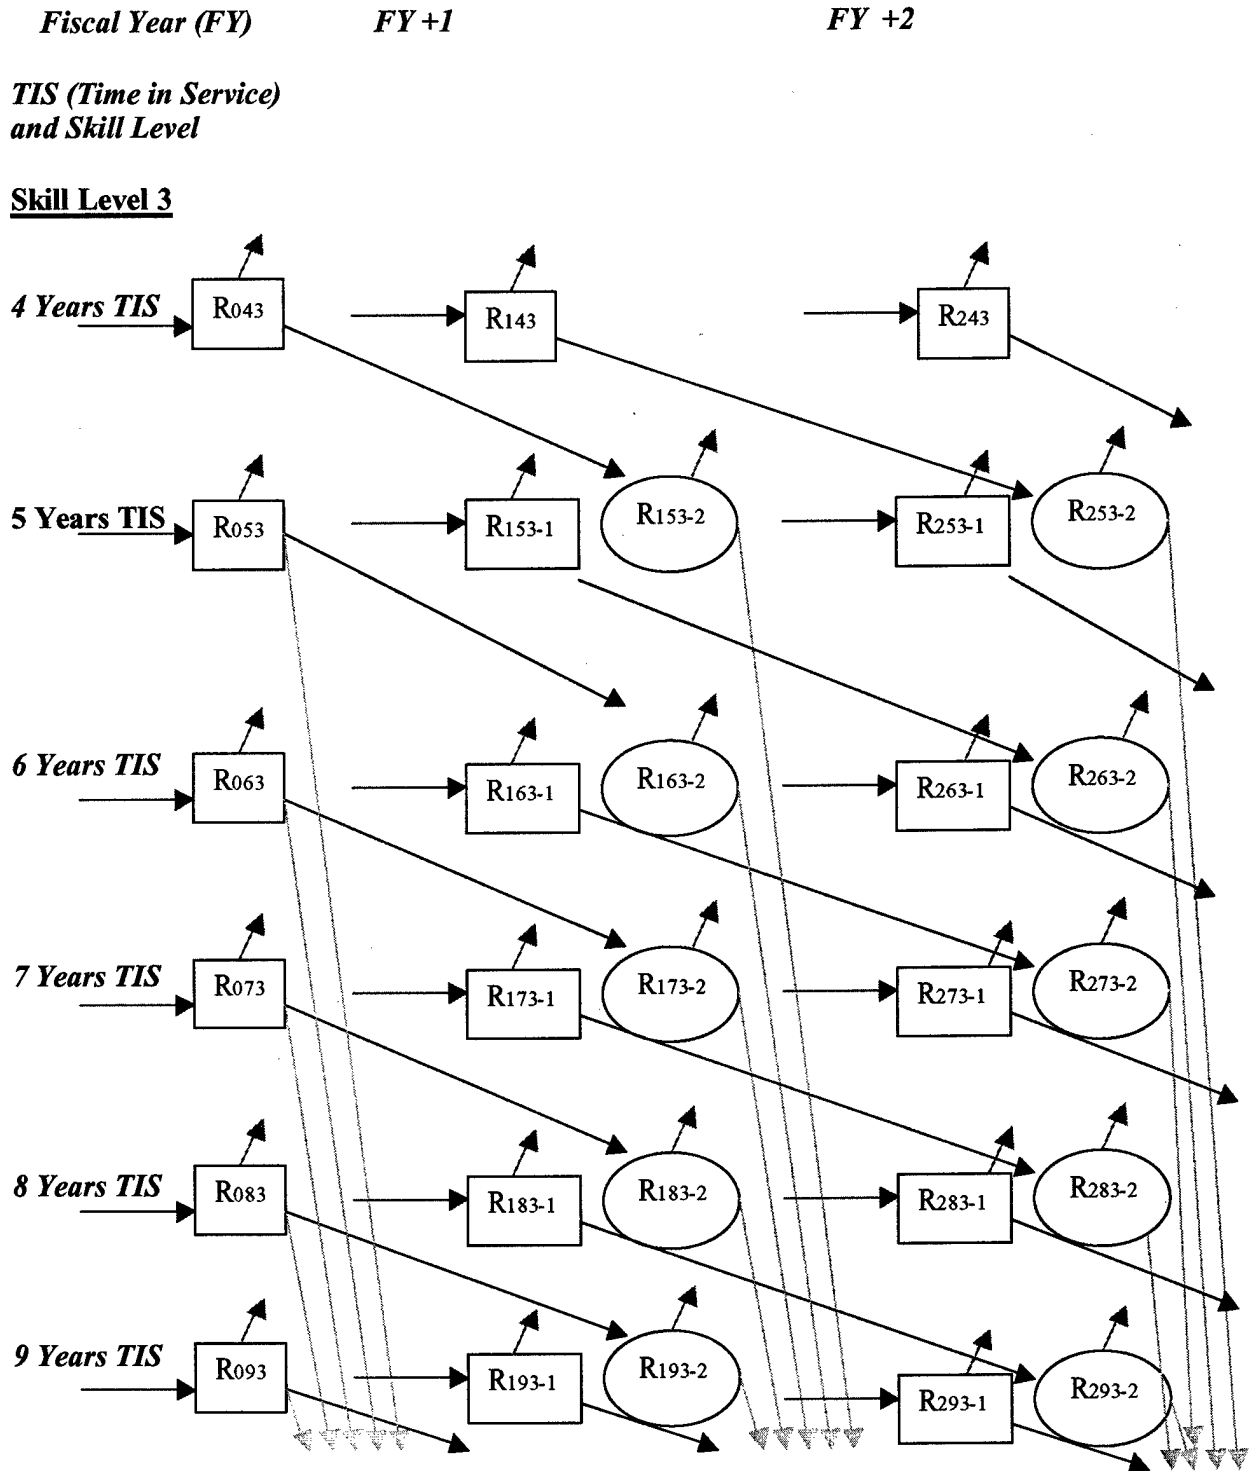 Fiscal Year (FY) FY +1 FY +2
TIS (Time in Service)
and Skill Level
Skill Level 3
4 Years TIS R043 R143 R243
5 Years TIS R053 R153-1 R153-2 R253-1 R253-2
6 Years TIS R063 R163-1 R163-2 R263-1 R263-2
7 Years TIS R073 R173-1 R173-2 R273-1 R273-2
8 Years TIS R083 R183-1 R183-2 R283-1 R283-2
9 Years TIS R093 R193-1 R193-2 R293-1 R293-2